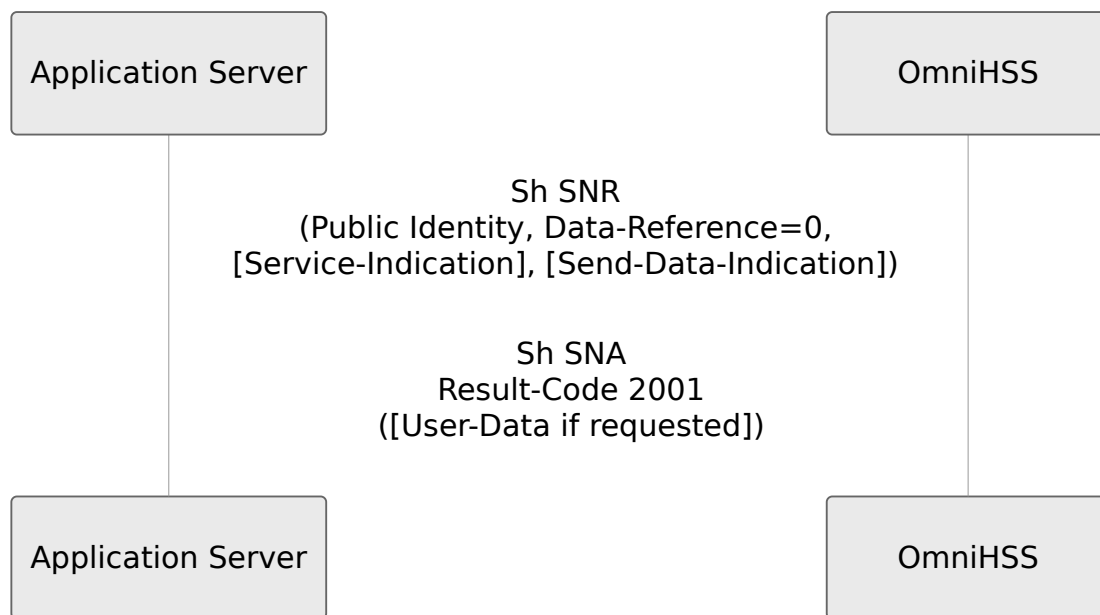 Application Server
OmniHSS
Sh SNR
(Public Identity, Data-Reference=0,
[Service-Indication], [Send-Data-Indication])
Sh SNA
Result-Code 2001
([User-Data if requested])
Application Server
OmniHSS